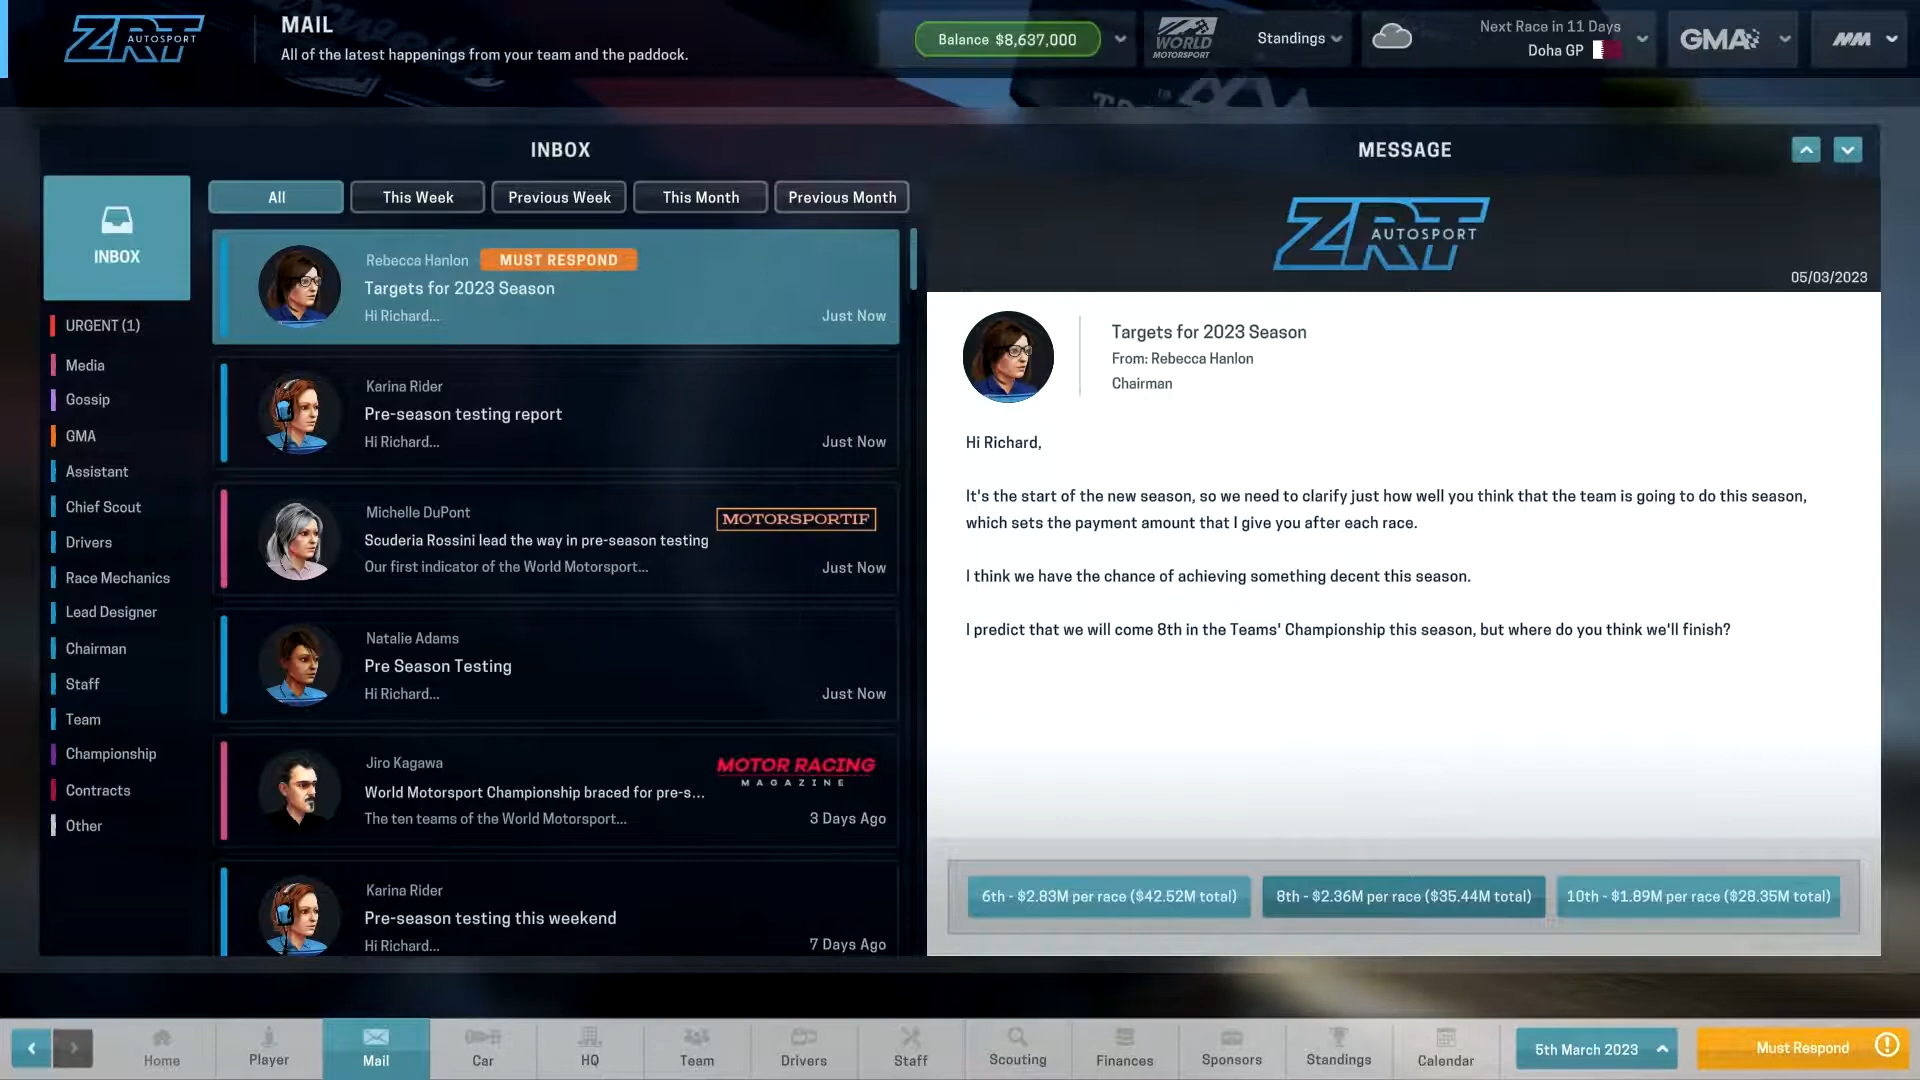 ZRT AUTOSPORT
MAIL
All of the latest happenings from your team and the paddock.
Balance $8,637,000
WORLD MOTORSPORT
Standings
Next Race in 11 Days
Doha GP
GMA
MM
INBOX
MESSAGE
INBOX
All
This Week
Previous Week
This Month
Previous Month
URGENT (1)
Media
Gossip
GMA
Assistant
Chief Scout
Drivers
Race Mechanics
Lead Designer
Chairman
Staff
Team
Championship
Contracts
Other
Rebecca Hanlon
MUST RESPOND
Targets for 2023 Season
Hi Richard...
Just Now
Karina Rider
Pre-season testing report
Hi Richard...
Just Now
Michelle DuPont
MOTORSPORTIF
Scuderia Rossini lead the way in pre-season testing
Our first indicator of the World Motorsport...
Just Now
Natalie Adams
Pre Season Testing
Hi Richard...
Just Now
Jiro Kagawa
MOTOR RACING
MAGAZINE
World Motorsport Championship braced for pre-s...
The ten teams of the World Motorsport...
3 Days Ago
Karina Rider
Pre-season testing this weekend
Hi Richard...
7 Days Ago
ZRT AUTOSPORT
05/03/2023
Targets for 2023 Season
From: Rebecca Hanlon
Chairman
Hi Richard,
It's the start of the new season, so we need to clarify just how well you think that the team is going to do this season,
which sets the payment amount that I give you after each race.
I think we have the chance of achieving something decent this season.
I predict that we will come 8th in the Teams' Championship this season, but where do you think we'll finish?
6th - $2.83M per race ($42.52M total)
8th - $2.36M per race ($35.44M total)
10th - $1.89M per race ($28.35M total)
Home
Player
Mail
Car
HQ
Team
Drivers
Staff
Scouting
Finances
Sponsors
Standings
Calendar
5th March 2023
Must Respond